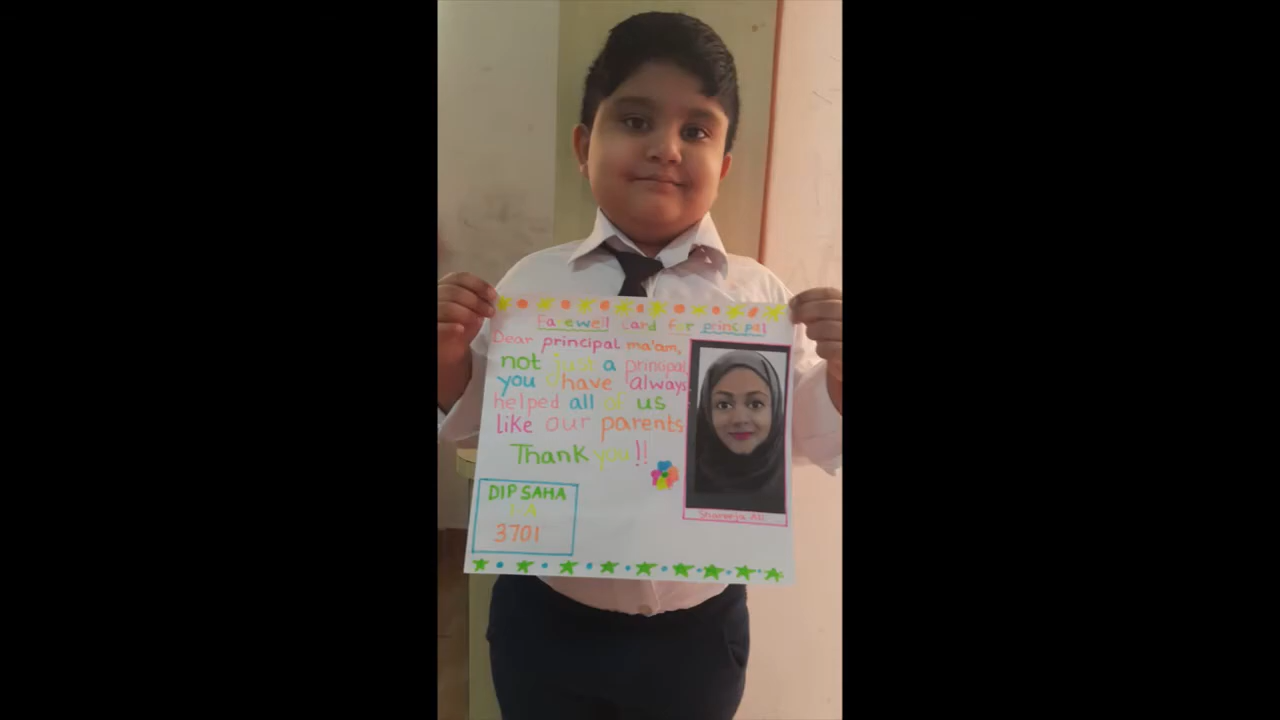 Farewell card for principal
Dear principal ma'am,
not just a principal
you have always
helped all of us
like our parents
Thank you!!
DIP SAHA
3701
Ali